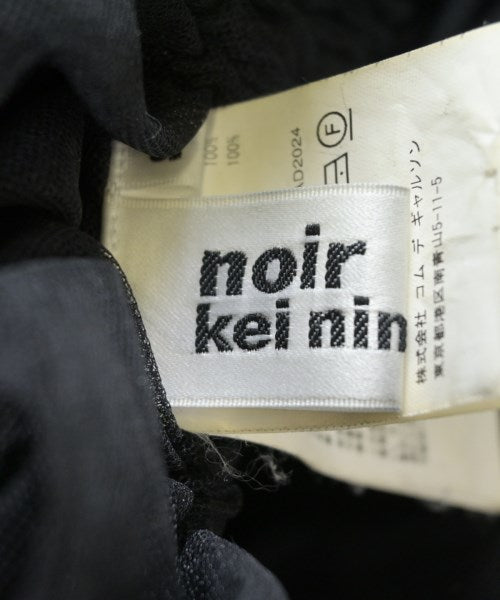 noir
kei nin
100%
100%
AD2024
F
株式会社 コム デ ギャルソン
東京都港区南青山5-11-5